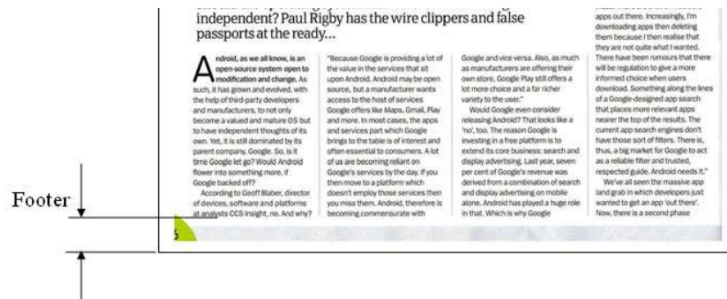 independent? Paul Rigby has the wire clippers and false
passports at the ready...
Android, as we all know, is an
open-source system open to
modification and change. As
such, it has grown and evolved, with
the help of third-party developers
and manufacturers, to not only
become a valued and mature OS but
to have independent thoughts of its
own. Yet, it is still dominated by its
parent company, Google. So, is it
time Google let go? Would Android
flower into something more, if
Google backed off?
According to Geoff Blaber, director
of devices, software and platforms
at analysts CCS Insight, no. And why?
"Because Google is providing a lot of
the value in the services that sit
upon Android. Android may be open
source, but a manufacturer wants
access to the host of services
Google offers like Maps, Gmail, Play
and more. In most cases, the apps
and services part which Google
brings to the table is of interest and
often essential to consumers. A lot
of us are becoming reliant on
Google's services by the day. If you
then move to a platform which
doesn't employ those services then
you miss them. Android, therefore is
becoming commensurate with
Google and vice versa. Also, as much
as manufacturers are offering their
own store, Google Play still offers a
lot more choice and a far richer
variety to the user."
Would Google even consider
releasing Android? That looks like a
'no', too. The reason Google is
investing in a free platform is to
extend its core business: search and
display advertising. Last year, seven
per cent of Google's revenue was
derived from a combination of search
and display advertising on mobile
alone. Android has played a huge role
in that. Which is why Google
apps out there. Increasingly, I'm
downloading apps then deleting
them because I then realise that
they are not quite what I wanted.
There have been rumours that there
will be regulation to give a more
informed choice when users
download. Something along the lines
of a Google-designed app search
that places more relevant apps
nearer the top of the results. The
current app search engines don't
have those sort of filters. There is,
thus, a big market for Google to act
as a reliable filter and trusted,
respected guide. Android needs it."
We've all seen the massive app
land grab in which developers just
wanted to get an app 'out there'.
Now, there is a second phase
Footer